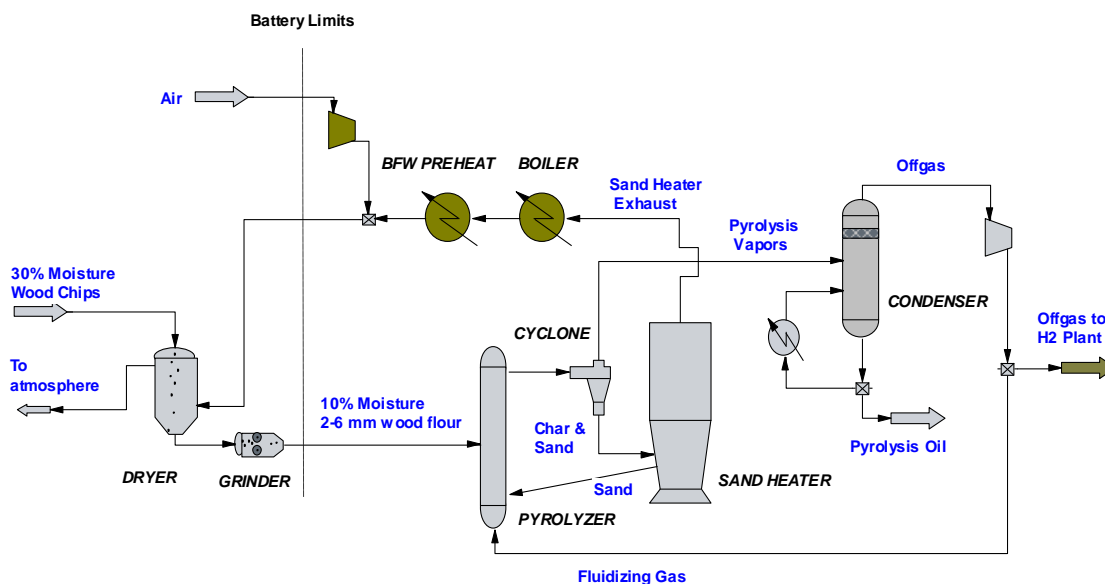 Battery Limits
Air
BFW PREHEAT
BOILER
Sand Heater
Exhaust
Offgas
Pyrolysis
Vapors
30% Moisture
Wood Chips
CONDENSER
Offgas to
H2 Plant
CYCLONE
To
atmosphere
10% Moisture
2-6 mm wood flour
Char &
Sand
Pyrolysis Oil
DRYER
GRINDER
Sand
SAND HEATER
PYROLYZER
Fluidizing Gas